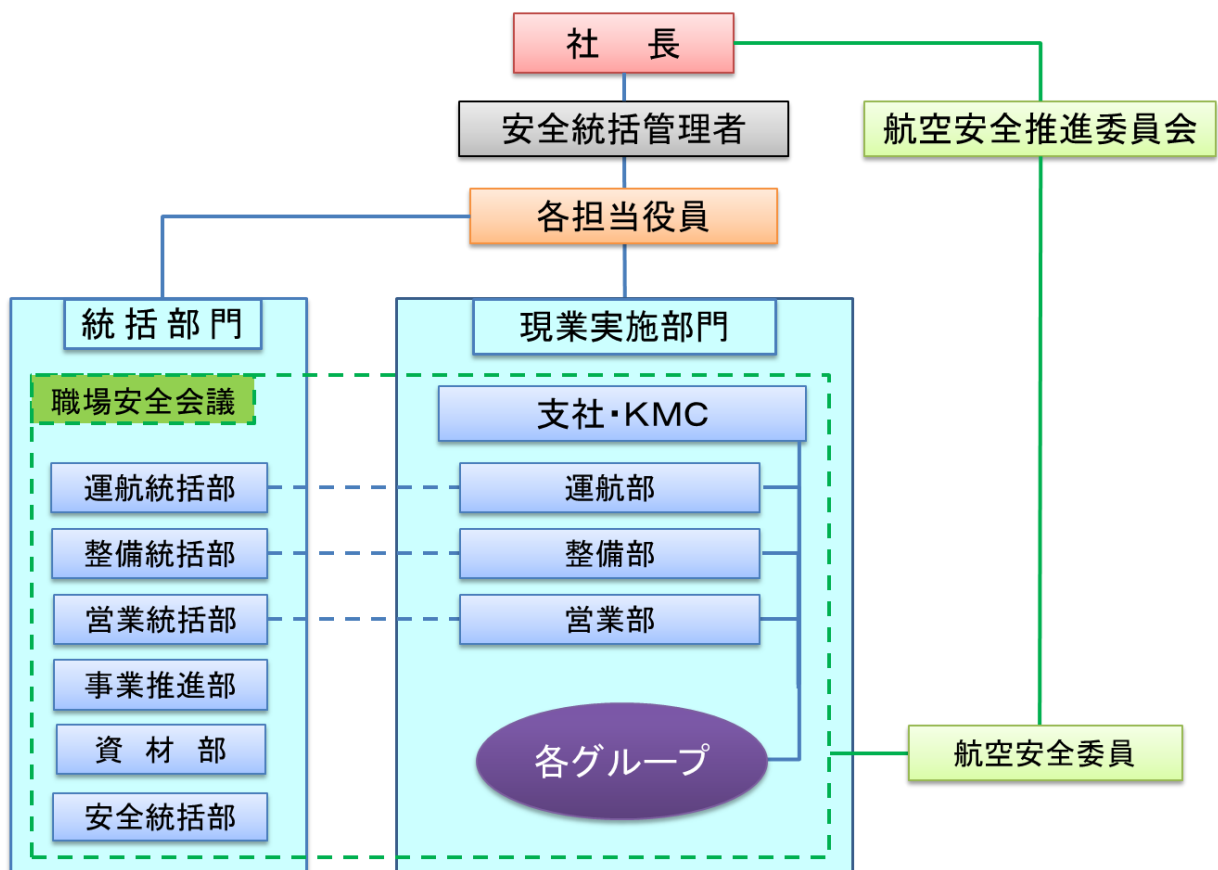 社　長
安全統括管理者
航空安全推進委員会
各担当役員
統括部門
現業実施部門
職場安全会議
支社・KMC
運航統括部
運航部
整備統括部
整備部
営業統括部
営業部
事業推進部
資　材　部
各グループ
航空安全委員
安全統括部